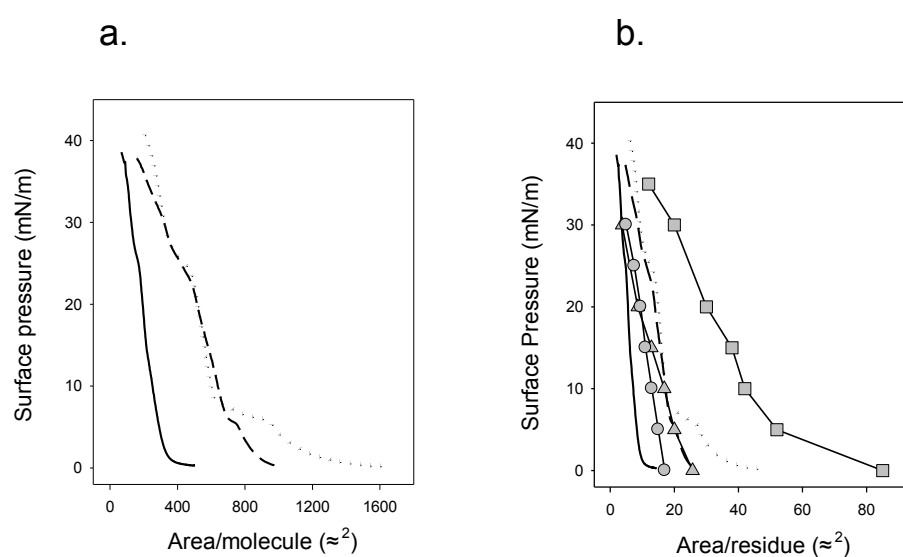 a.
b.
Surface pressure (mN/m)
40
30
20
10
0
0 400 800 1200 1600
Area/molecule (≈²)
Surface Pressure (mN/m)
40
30
20
10
0
0 20 40 60 80
Area/residue (≈²)